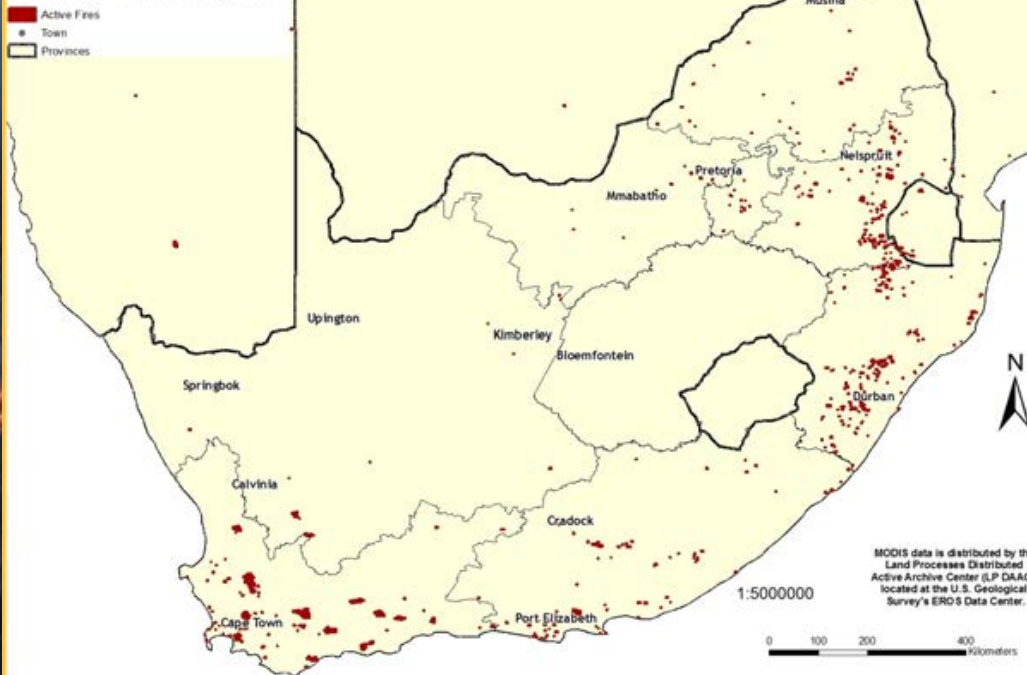 Active Fires
Town
Provinces
Musina
Nelspruit
Pretoria
Mmabatho
Upington
Kimberley
Bloemfontein
Springbok
Durban
N
Calvinia
Cradock
MODIS data is distributed by th
Land Processes Distributed
Active Archive Center (LP DAAC
located at the U.S. Geological
Survey's EROS Data Center.
1:5000000
Cape Town
Port Elizabeth
0 100 200 400
Kilometers